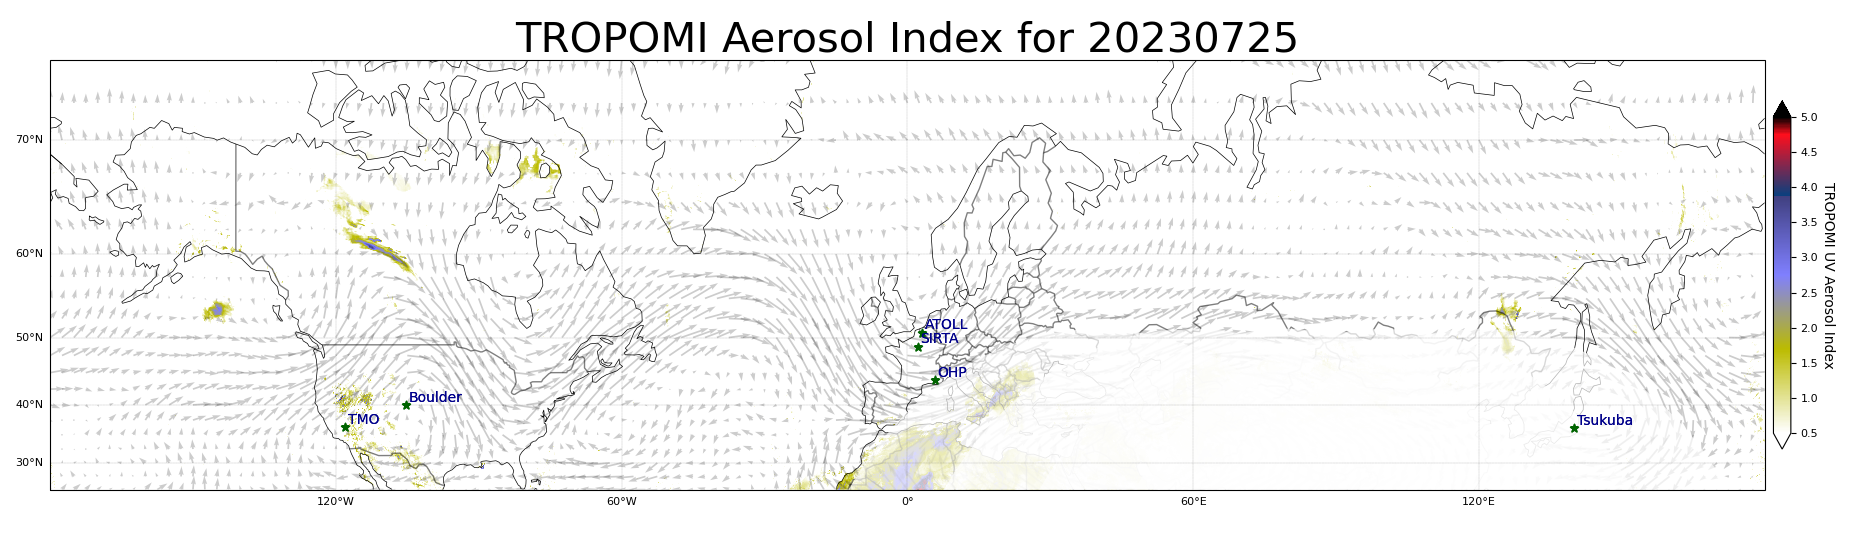 TROPOMI Aerosol Index for 20230725
70°N
60°N
50°N
40°N
30°N
120°W
60°W
0°
60°E
120°E
ATOLL
SIRTA
OHP
Boulder
TMO
Tsukuba
5.0
4.5
4.0
3.5
3.0
2.5
2.0
1.5
1.0
0.5
TROPOMI UV Aerosol Index